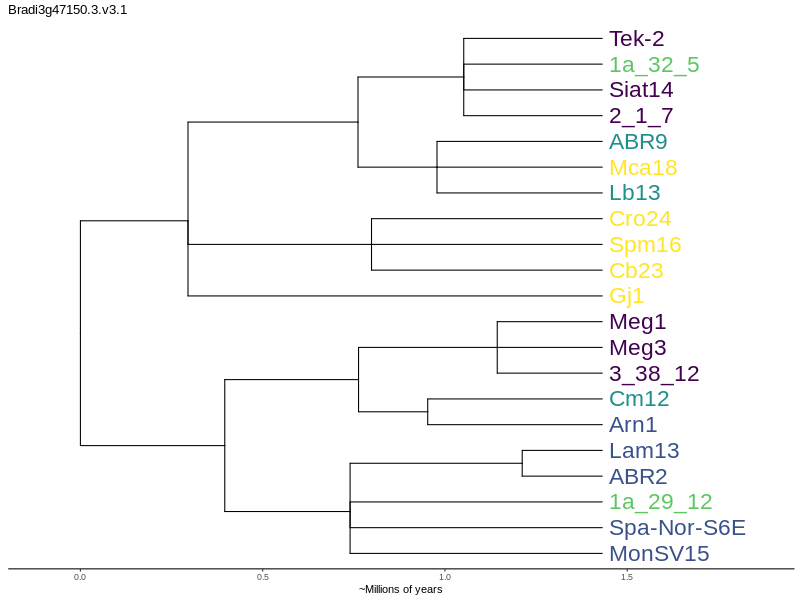 Bradi3g47150.3.v3.1
Tek-2
1a_32_5
Siat14
2_1_7
ABR9
Mca18
Lb13
Cro24
Spm16
Cb23
Gj1
Meg1
Meg3
3_38_12
Cm12
Arn1
Lam13
ABR2
1a_29_12
Spa-Nor-S6E
MonSV15
0.0 0.5 1.0 1.5
~Millions of years